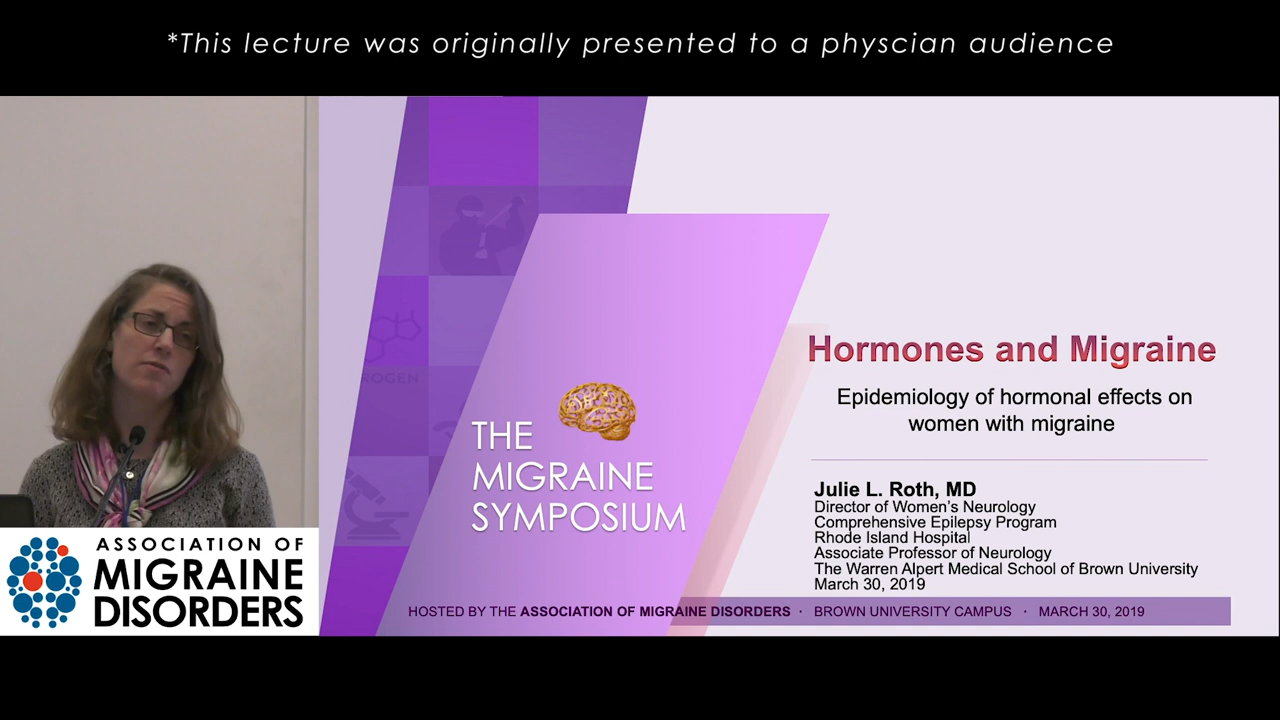 *This lecture was originally presented to a physcian audience
THE
MIGRAINE
SYMPOSIUM
Hormones and Migraine
Epidemiology of hormonal effects on
women with migraine
Julie L. Roth, MD
Director of Women's Neurology
Comprehensive Epilepsy Program
Rhode Island Hospital
Associate Professor of Neurology
The Warren Alpert Medical School of Brown University
March 30, 2019
HOSTED BY THE ASSOCIATION OF MIGRAINE DISORDERS · BROWN UNIVERSITY CAMPUS · MARCH 30, 2019
ASSOCIATION OF
MIGRAINE
DISORDERS